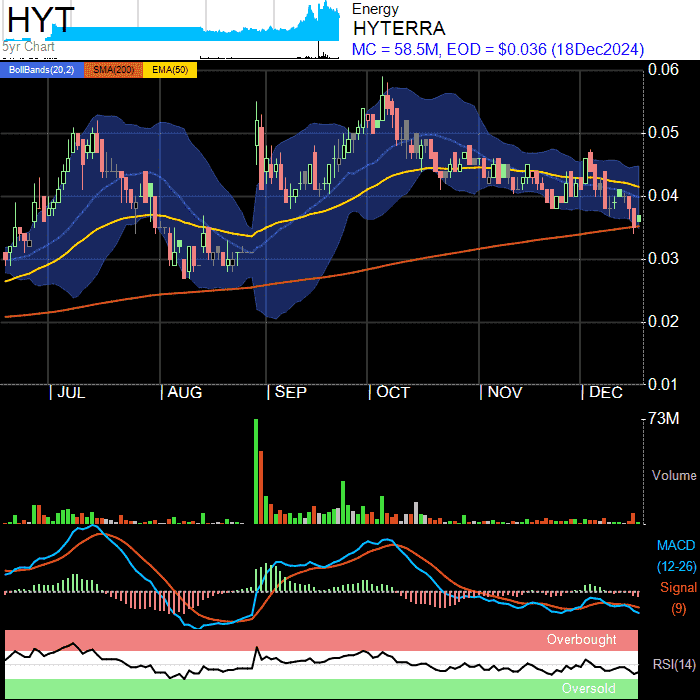 HYT
5yr Chart
Energy
HYTERRA
MC = 58.5M, EOD = $0.036 (18Dec2024)
BollBands(20,2) SMA(200) EMA(50)
0.06
0.05
0.04
0.03
0.02
0.01
| JUL | AUG | SEP | OCT | NOV | DEC
73M
Volume
MACD
(12-26)
Signal
(9)
Overbought
RSI(14)
Oversold